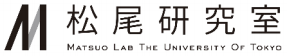 松尾研究室
MATSUO LAB THE UNIVERSITY OF TOKYO